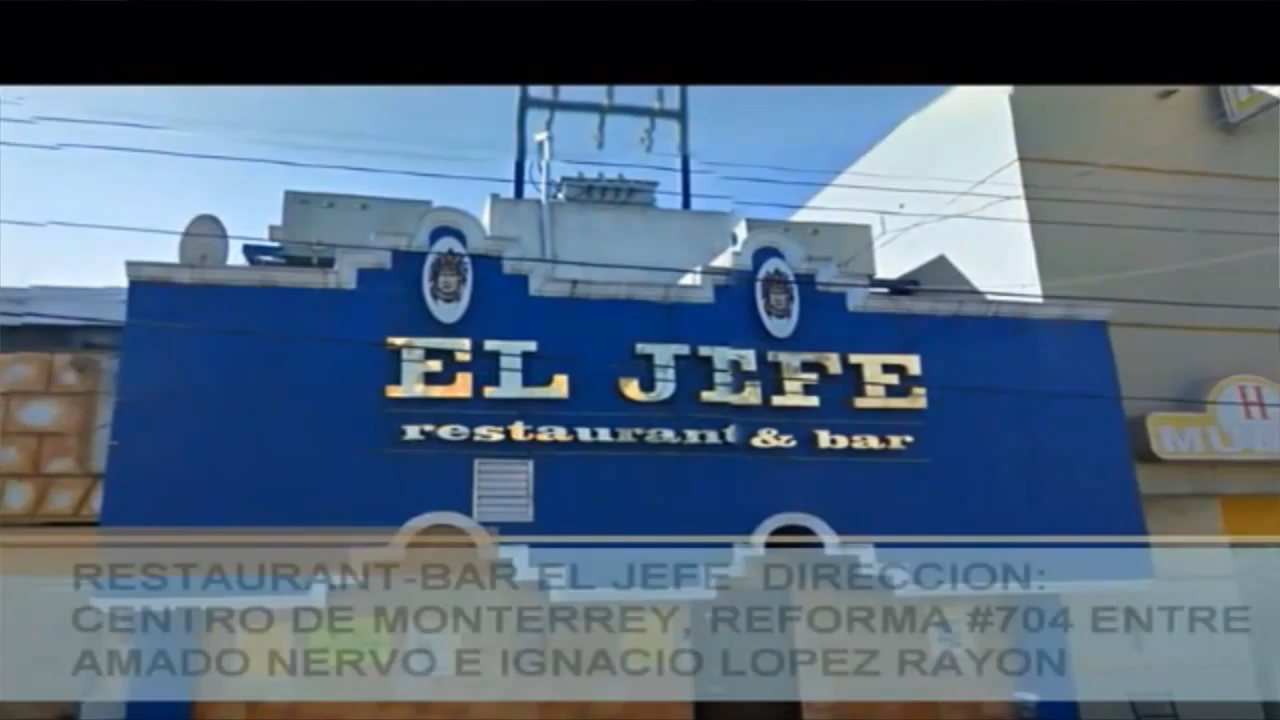 EL JEFE
restaurant & bar
H
RESTAURANT-BAR EL JEFE DIRECCION:
CENTRO DE MONTERREY, REFORMA #704 ENTRE
AMADO NERVO E IGNACIO LOPEZ RAYON